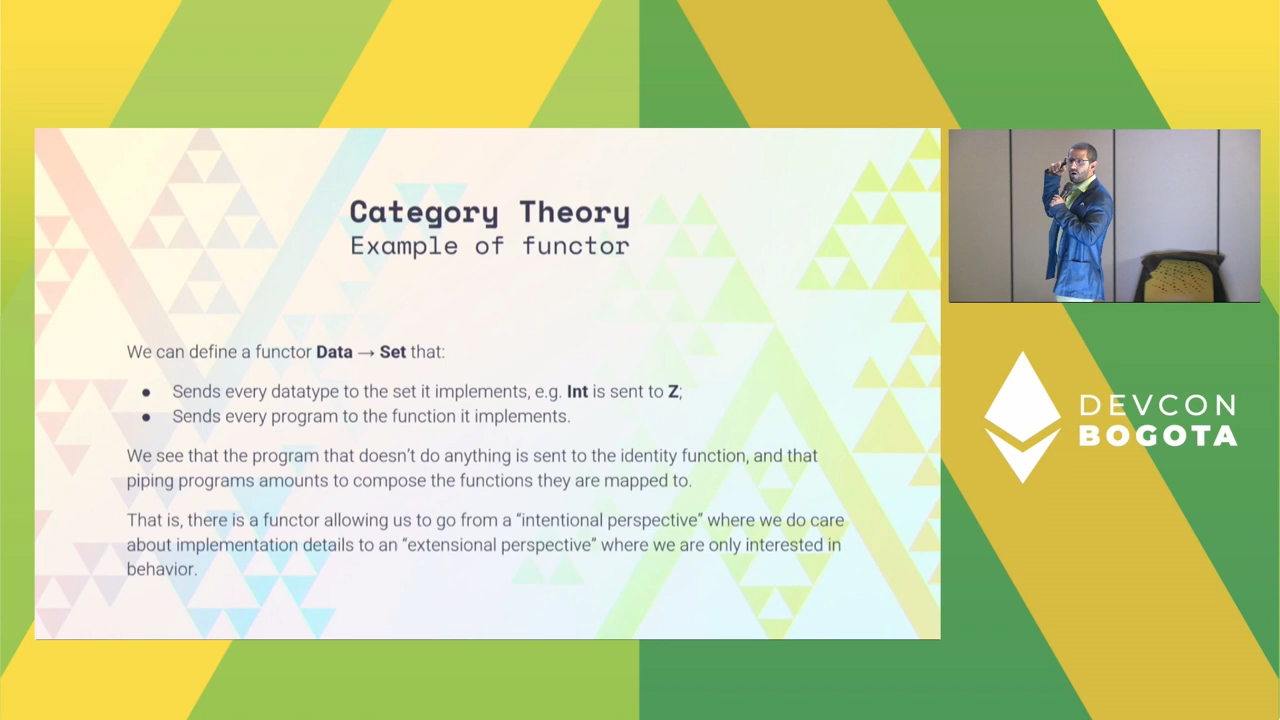 Category Theory
Example of functor
We can define a functor Data → Set that:
● Sends every datatype to the set it implements, e.g. Int is sent to Z;
● Sends every program to the function it implements.
We see that the program that doesn't do anything is sent to the identity function, and that
piping programs amounts to compose the functions they are mapped to.
That is, there is a functor allowing us to go from a “intentional perspective” where we do care
about implementation details to an “extensional perspective” where we are only interested in
behavior.
DEVCON
BOGOTA